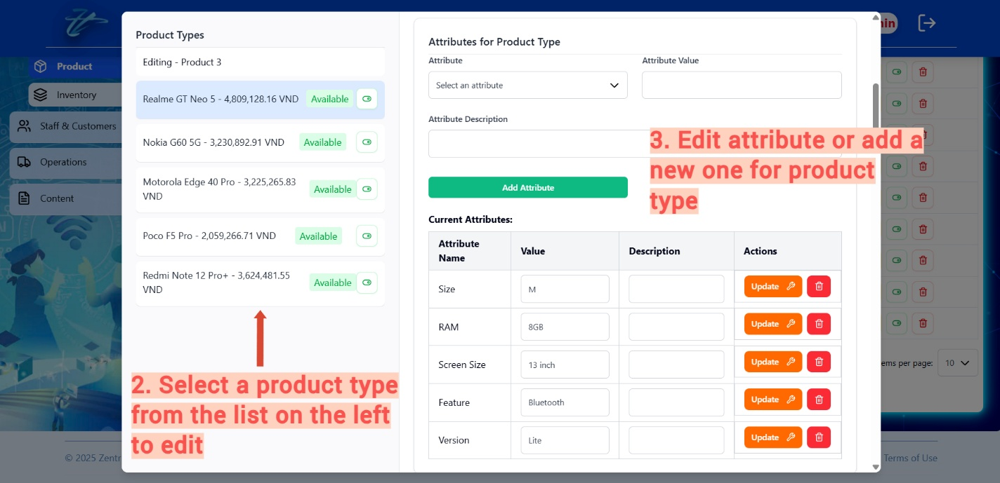 Product
Inventory
Staff & Customers
Operations
Content
Product Types
Editing - Product 3
Realme GT Neo 5 - 4,809,128.16 VND
Available
Nokia G60 5G - 3,230,892.91 VND
Available
Motorola Edge 40 Pro - 3,225,265.83
VND
Available
Poco F5 Pro - 2,059,266.71 VND
Available
Redmi Note 12 Pro+ - 3,624,481.55
VND
Available
2. Select a product type
from the list on the left
to edit
Attributes for Product Type
Attribute
Attribute Value
Select an attribute
Attribute Description
3. Edit attribute or add a
new one for product
type
Add Attribute
Current Attributes:
Attribute
Name
Value
Description
Actions
Size
M
Update
RAM
8GB
Update
Screen Size
13 inch
Update
Feature
Bluetooth
Update
Version
Lite
Update
per page:
10
© 2025
Terms of Use